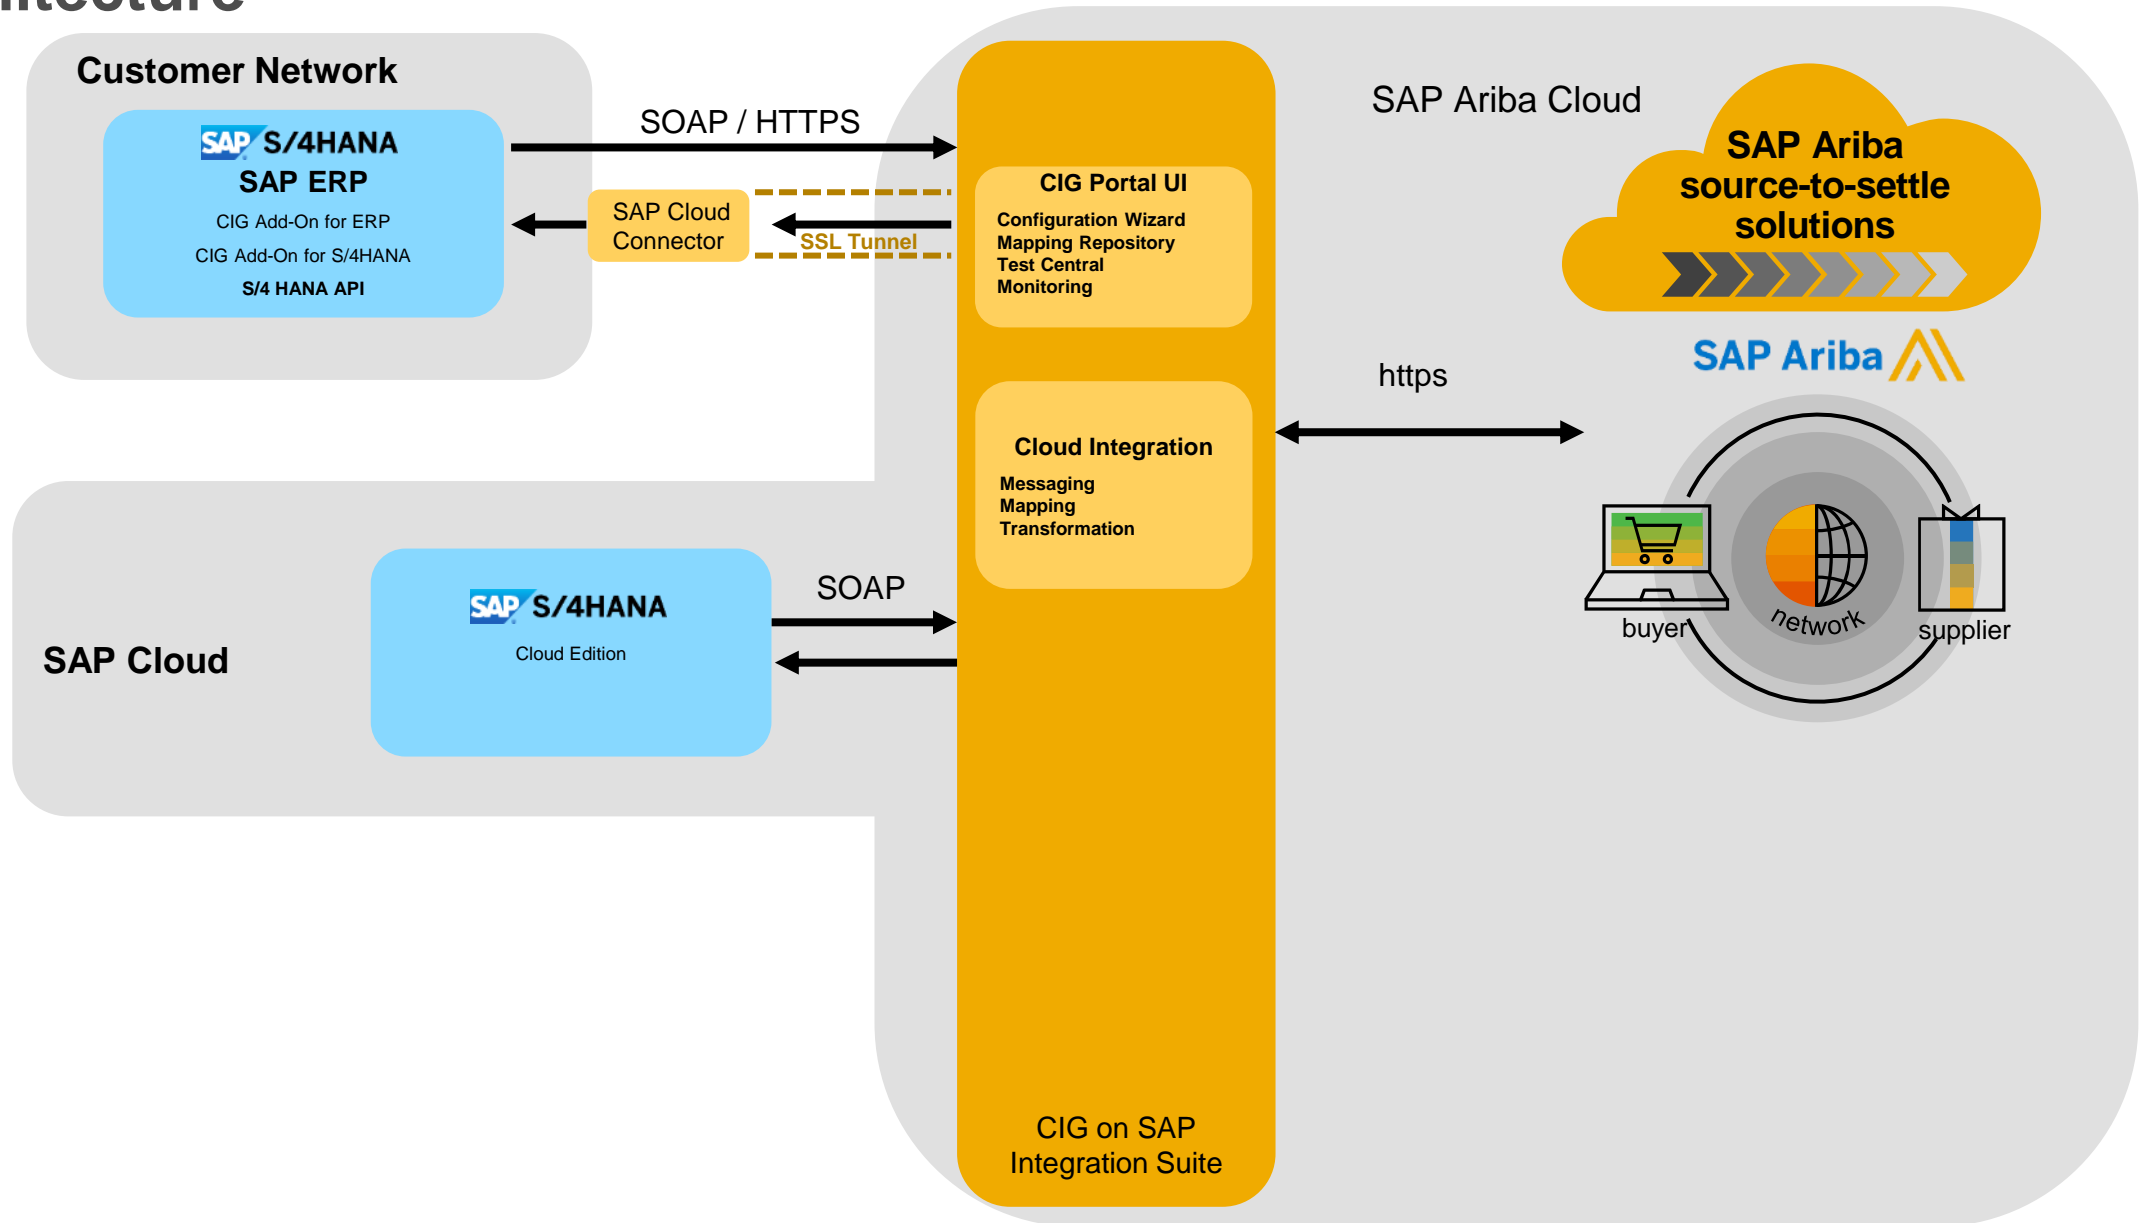 Customer Network
SAP S/4HANA
SAP ERP
CIG Add-On for ERP
CIG Add-On for S/4HANA
S/4 HANA API
SOAP / HTTPS
SAP Cloud
Connector
SSL Tunnel
CIG Portal UI
Configuration Wizard
Mapping Repository
Test Central
Monitoring
Cloud Integration
Messaging
Mapping
Transformation
SAP Ariba Cloud
SAP Ariba
source-to-settle
solutions
SAP Ariba
https
buyer
network
supplier
SAP Cloud
SAP S/4HANA
Cloud Edition
SOAP
CIG on SAP
Integration Suite